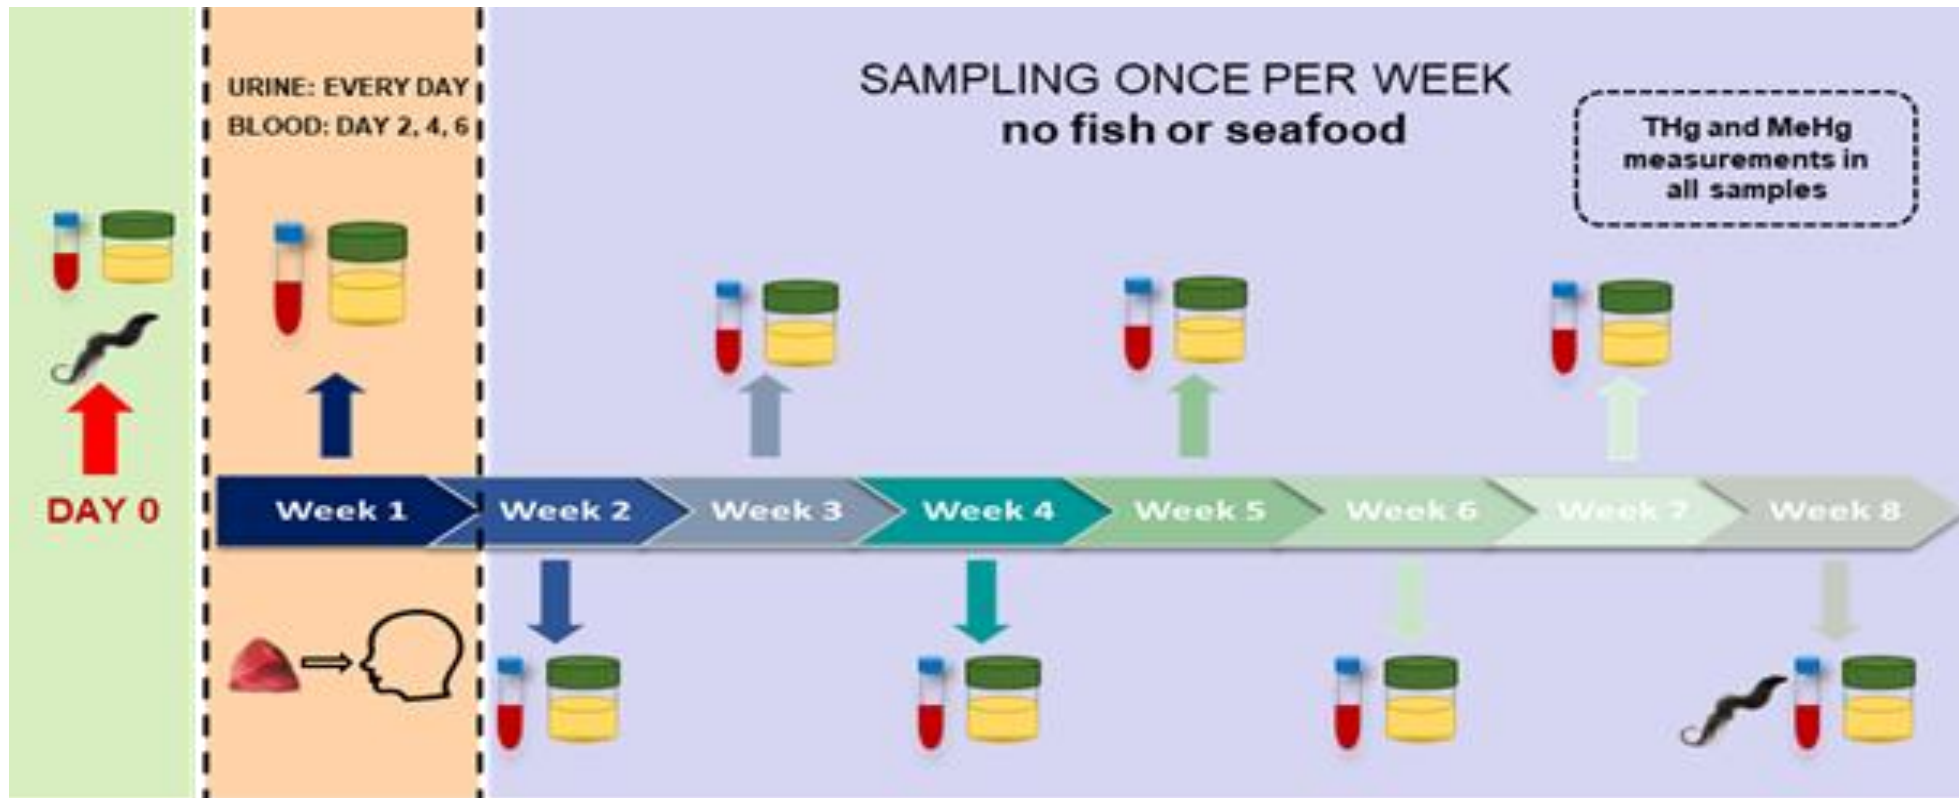 URINE: EVERY DAY
BLOOD: DAY 2, 4, 6
SAMPLING ONCE PER WEEK
no fish or seafood
THg and MeHg
measurements in
all samples
DAY 0
Week 1
Week 2
Week 3
Week 4
Week 5
Week 6
Week 7
Week 8